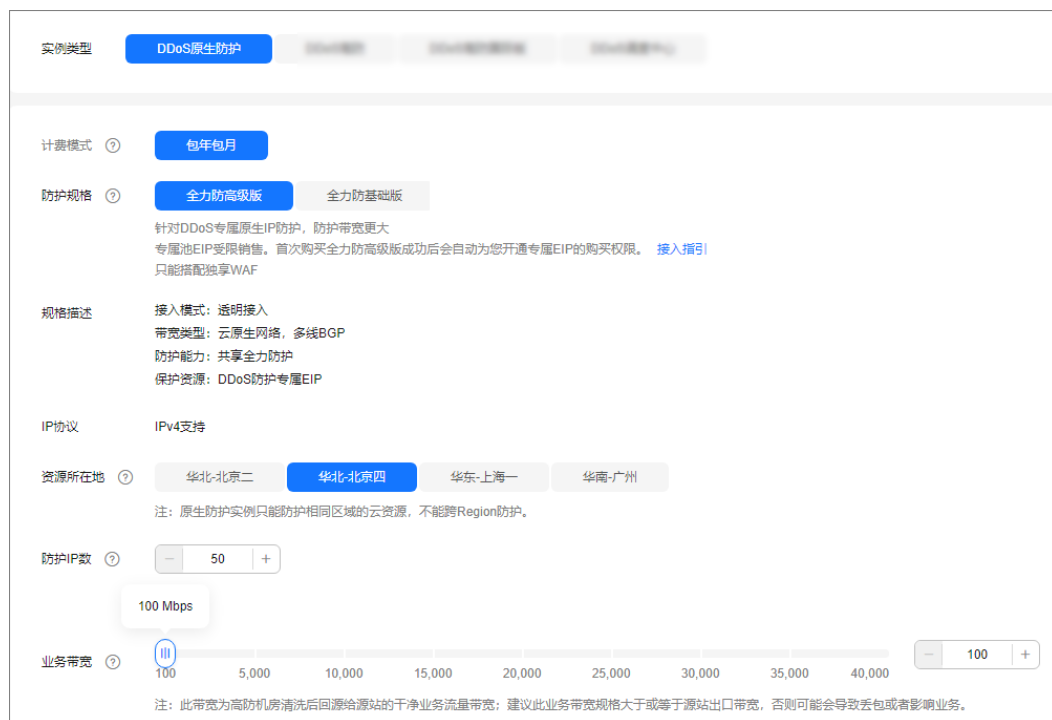 实例类型 DDoS原生防护
计费模式 ? 包年包月
防护规格 ? 全力防高级版 全力防基础版
针对DDoS专属原生IP防护，防护带宽更大
专属池EIP受限销售。首次购买全力防高级版成功后会自动为您开通专属EIP的购买权限。 接入指引
只能搭配独享WAF
规格描述 接入模式：透明接入
带宽类型：云原生网络，多线BGP
防护能力：共享全力防护
保护资源：DDoS防护专属EIP
IP协议 IPv4支持
资源所在地 ? 华北-北京二 华北-北京四 华东-上海一 华南-广州
注：原生防护实例只能防护相同区域的云资源，不能跨Region防护。
防护IP数 ? − 50 +
100 Mbps
业务带宽 ? − 100 +
100 5,000 10,000 15,000 20,000 25,000 30,000 35,000 40,000
注：此带宽为高防机房清洗后回源给源站的干净业务流量带宽；建议此业务带宽规格大于或等于源站出口带宽，否则可能会导致丢包或者影响业务。